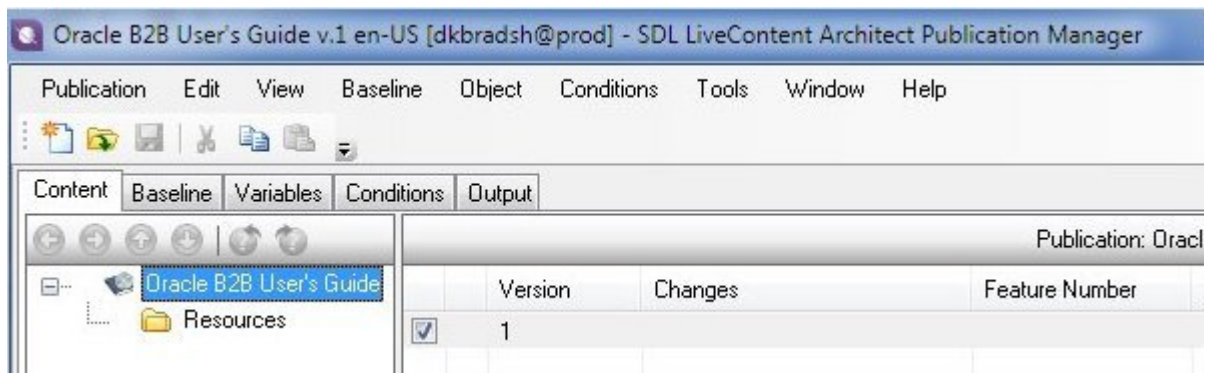 Oracle B2B User's Guide v.1 en-US [dkbradsh@prod] - SDL LiveContent Architect Publication Manager
Publication Edit View Baseline Object Conditions Tools Window Help
Content Baseline Variables Conditions Output
Publication: Oracl
Oracle B2B User's Guide
Version Changes Feature Number
Resources
1